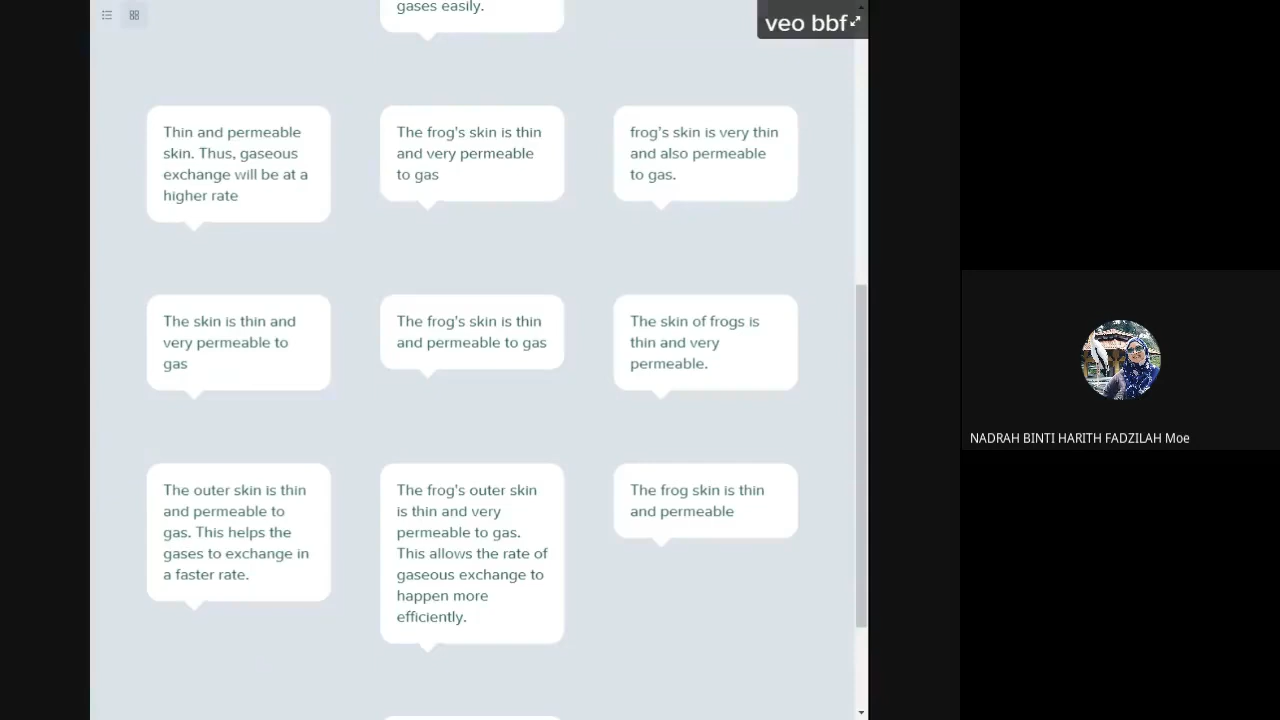 gases easily.
veo bbf
Thin and permeable
skin. Thus, gaseous
exchange will be at a
higher rate
The frog's skin is thin
and very permeable
to gas
frog's skin is very thin
and also permeable
to gas.
The skin is thin and
very permeable to
gas
The frog's skin is thin
and permeable to gas
The skin of frogs is
thin and very
permeable.
The outer skin is thin
and permeable to
gas. This helps the
gases to exchange in
a faster rate.
The frog's outer skin
is thin and very
permeable to gas.
This allows the rate of
gaseous exchange to
happen more
efficiently.
The frog skin is thin
and permeable
NADRAH BINTI HARITH FADZILAH Moe